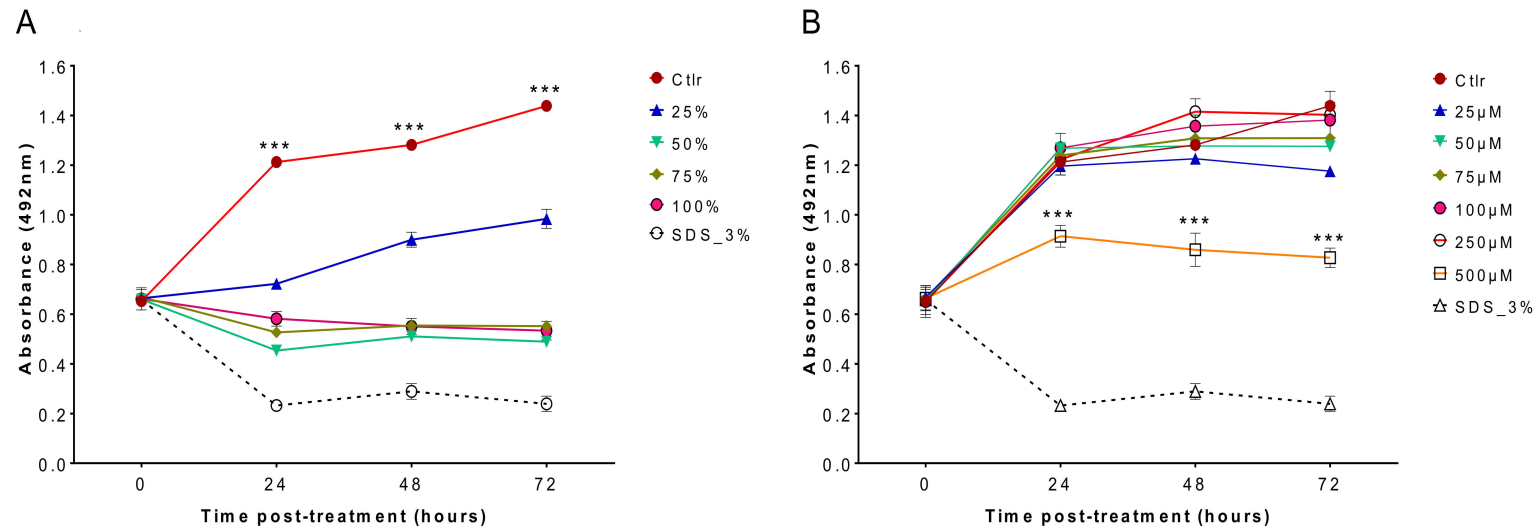 A
Absorbance (492nm)
1.6
1.4
1.2
1.0
0.8
0.6
0.4
0.2
0.0
0 24 48 72
Time post-treatment (hours)
***
***
***
Ctlr
25%
50%
75%
100%
SDS_3%
B
Absorbance (492nm)
1.6
1.4
1.2
1.0
0.8
0.6
0.4
0.2
0.0
0 24 48 72
Time post-treatment (hours)
***
***
***
Ctlr
25µM
50µM
75µM
100µM
250µM
500µM
SDS_3%